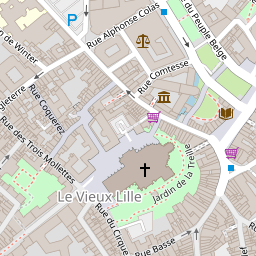 P
Rue Alphonse Colas
du Peuple Belge
de Winter
Rue Comtesse
Rue Coquerez
Rue des Trois Mollettes
Jardin de la Treille
Le Vieux Lille
Rue du Cirque
Rue Basse